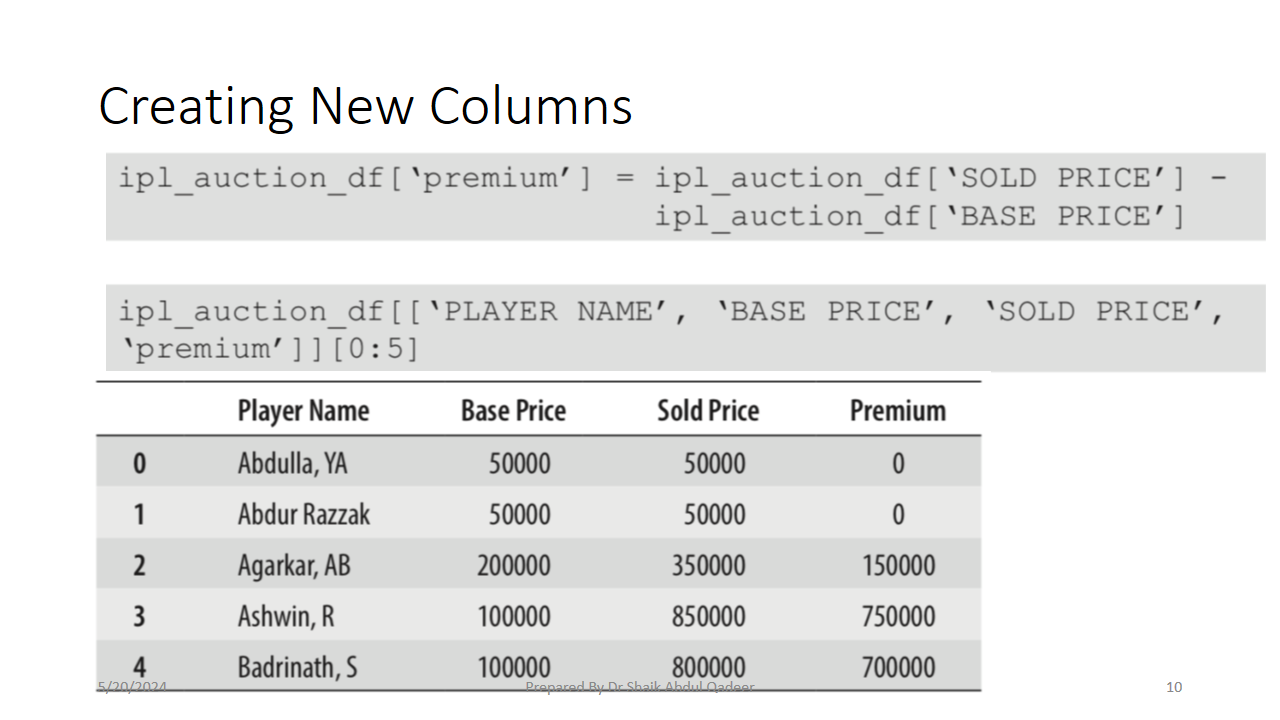 Creating New Columns
ipl_auction_df[‘premium’] = ipl_auction_df[‘SOLD PRICE’] -
ipl_auction_df[‘BASE PRICE’]
ipl_auction_df[[‘PLAYER NAME’, ‘BASE PRICE’, ‘SOLD PRICE’,
‘premium’]][0:5]
Player Name Base Price Sold Price Premium
0 Abdulla, YA 50000 50000 0
1 Abdur Razzak 50000 50000 0
2 Agarkar, AB 200000 350000 150000
3 Ashwin, R 100000 850000 750000
4 Badrinath, S 100000 800000 700000
5/20/2024 Prepared By Dr Shaik Abdul Qadeer 10